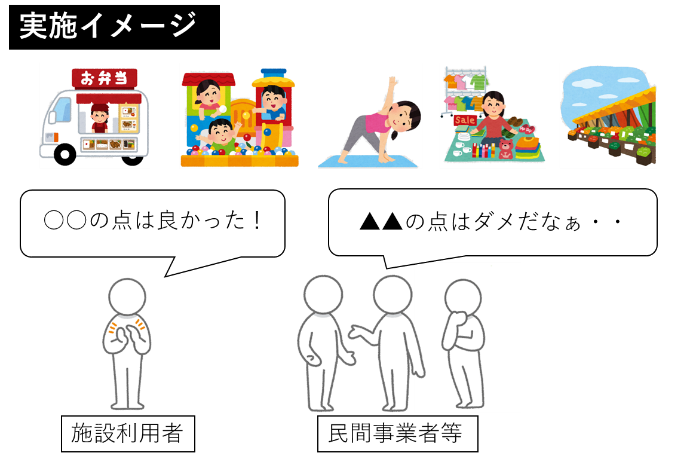 実施イメージ
お弁当
Sale
○○の点は良かった！
▲▲の点はダメだなぁ・・
施設利用者
民間事業者等